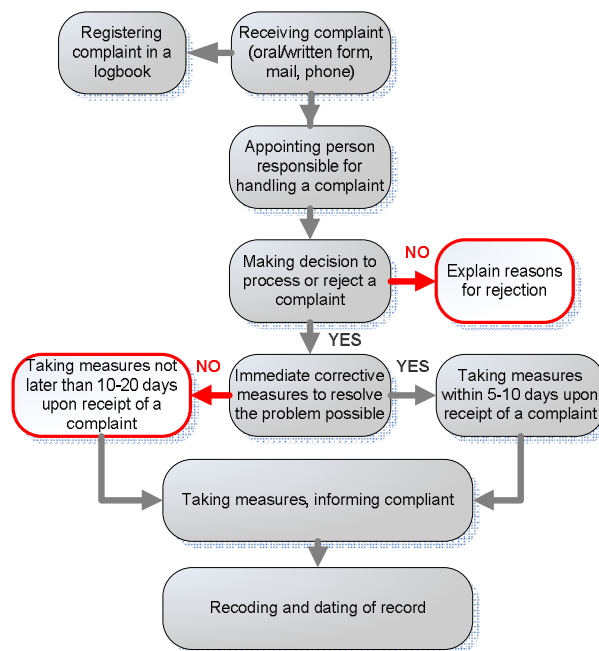 Registering
complaint in a
logbook
Receiving complaint
(oral/written form,
mail, phone)
Appointing person
responsible for
handling a complaint
Making decision to
process or reject a
complaint
NO
Explain reasons
for rejection
YES
Taking measures not
later than 10-20 days
upon receipt of a
complaint
NO
Immediate corrective
measures to resolve
the problem possible
YES
Taking measures
within 5-10 days upon
receipt of a complaint
Taking measures, informing compliant
Recoding and dating of record